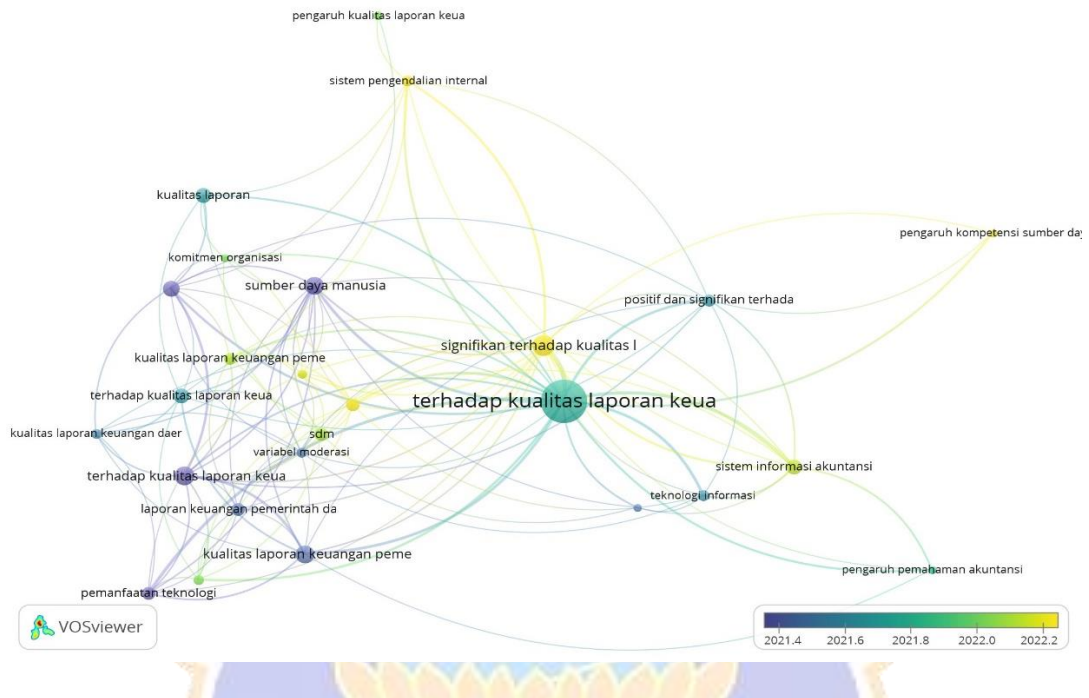 pengaruh kualitas laporan keua
sistem pengendalian internal
kualitas laporan
pengaruh kompetensi sumber day
komitmen organisasi
sumber daya manusia
positif dan signifikan terhada
signifikan terhadap kualitas l
kualitas laporan keuangan peme
terhadap kualitas laporan keua
terhadap kualitas laporan keua
kualitas laporan keuangan daer
sdm
variabel moderasi
sistem informasi akuntansi
terhadap kualitas laporan keua
teknologi informasi
laporan keuangan pemerintah da
kualitas laporan keuangan peme
pengaruh pemahaman akuntansi
pemanfaatan teknologi
VOSviewer
2021.4 2021.6 2021.8 2022.0 2022.2